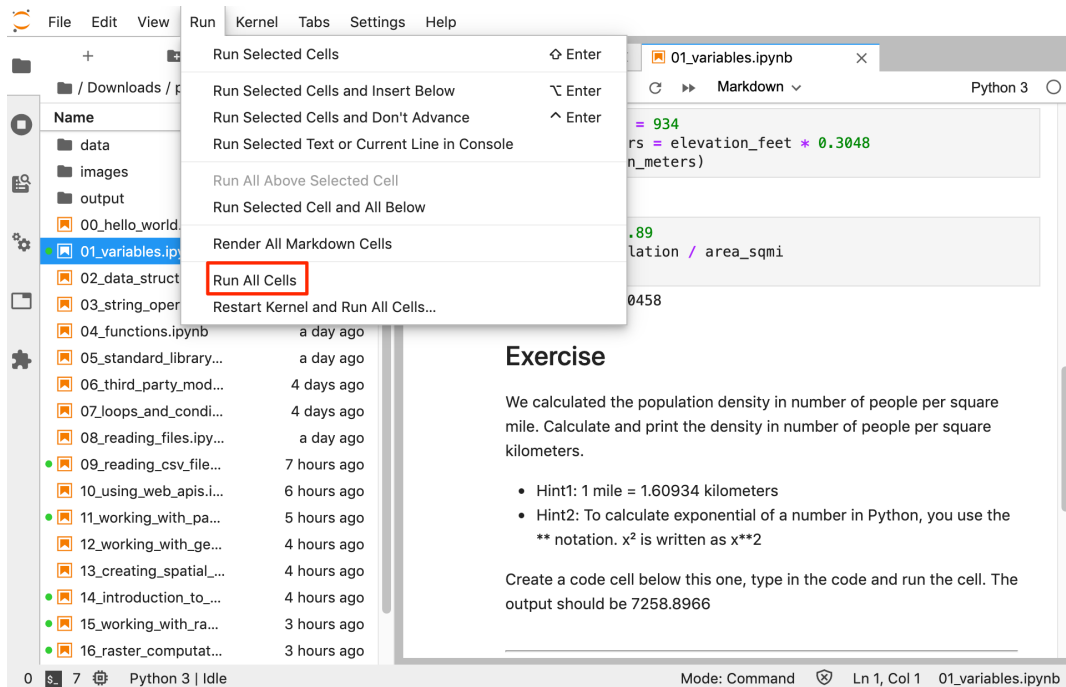 File Edit View Run Kernel Tabs Settings Help
Run Selected Cells ⇧ Enter
Run Selected Cells and Insert Below ⌥ Enter
Run Selected Cells and Don't Advance ^ Enter
Run Selected Text or Current Line in Console
Run All Above Selected Cell
Run Selected Cell and All Below
Render All Markdown Cells
Run All Cells
Restart Kernel and Run All Cells...
/ Downloads / p
Name
data
images
output
00_hello_world.
01_variables.ipy
02_data_struct
03_string_oper
04_functions.ipynb a day ago
05_standard_library... a day ago
06_third_party_mod... 4 days ago
07_loops_and_condi... 4 days ago
08_reading_files.ipy... a day ago
09_reading_csv_file... 7 hours ago
10_using_web_apis.i... 6 hours ago
11_working_with_pa... 5 hours ago
12_working_with_ge... 4 hours ago
13_creating_spatial_... 4 hours ago
14_introduction_to_... 4 hours ago
15_working_with_ra... 3 hours ago
16_raster_computat... 3 hours ago
01_variables.ipynb
Markdown Python 3
= 934
rs = elevation_feet * 0.3048
n_meters)
.89
lation / area_sqmi
0458
Exercise
We calculated the population density in number of people per square
mile. Calculate and print the density in number of people per square
kilometers.
• Hint1: 1 mile = 1.60934 kilometers
• Hint2: To calculate exponential of a number in Python, you use the
** notation. x² is written as x**2
Create a code cell below this one, type in the code and run the cell. The
output should be 7258.8966
0 $_ 7 Python 3 | Idle Mode: Command Ln 1, Col 1 01_variables.ipynb